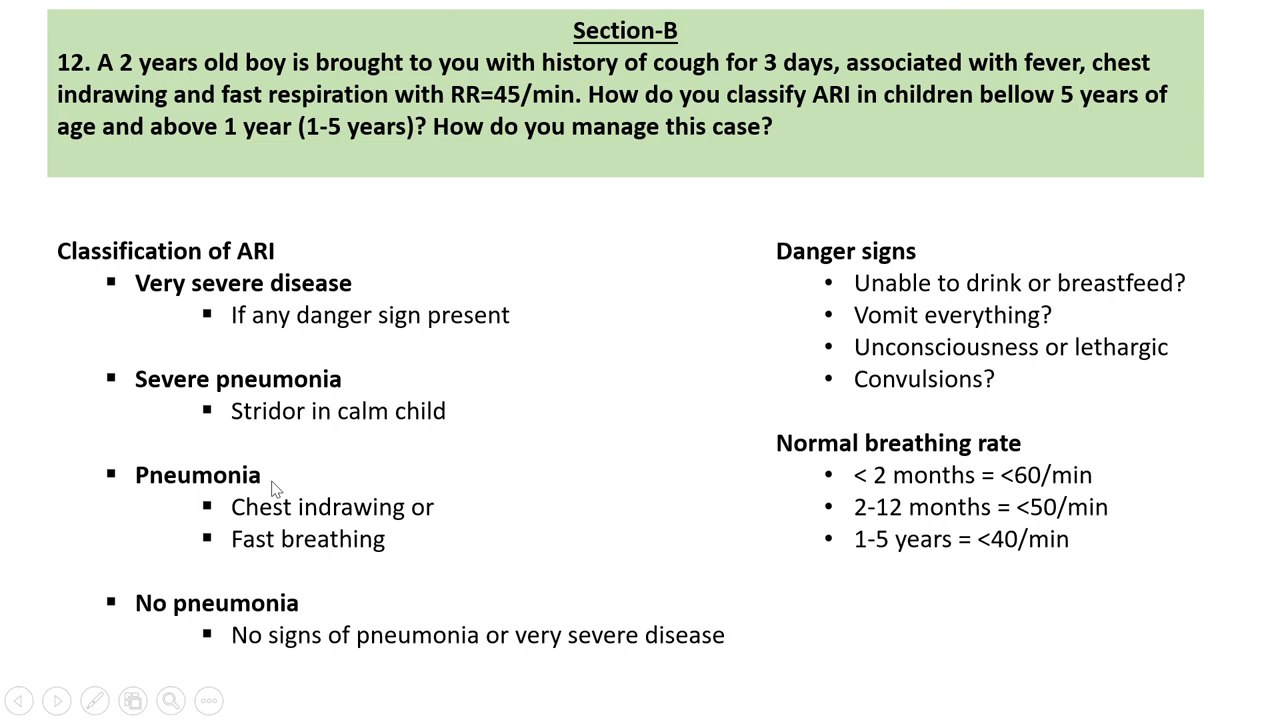 Section-B
12. A 2 years old boy is brought to you with history of cough for 3 days, associated with fever, chest
indrawing and fast respiration with RR=45/min. How do you classify ARI in children bellow 5 years of
age and above 1 year (1-5 years)? How do you manage this case?
Classification of ARI
▪ Very severe disease
▪ If any danger sign present
▪ Severe pneumonia
▪ Stridor in calm child
▪ Pneumonia
▪ Chest indrawing or
▪ Fast breathing
▪ No pneumonia
▪ No signs of pneumonia or very severe disease
Danger signs
• Unable to drink or breastfeed?
• Vomit everything?
• Unconsciousness or lethargic
• Convulsions?
Normal breathing rate
• < 2 months = <60/min
• 2-12 months = <50/min
• 1-5 years = <40/min